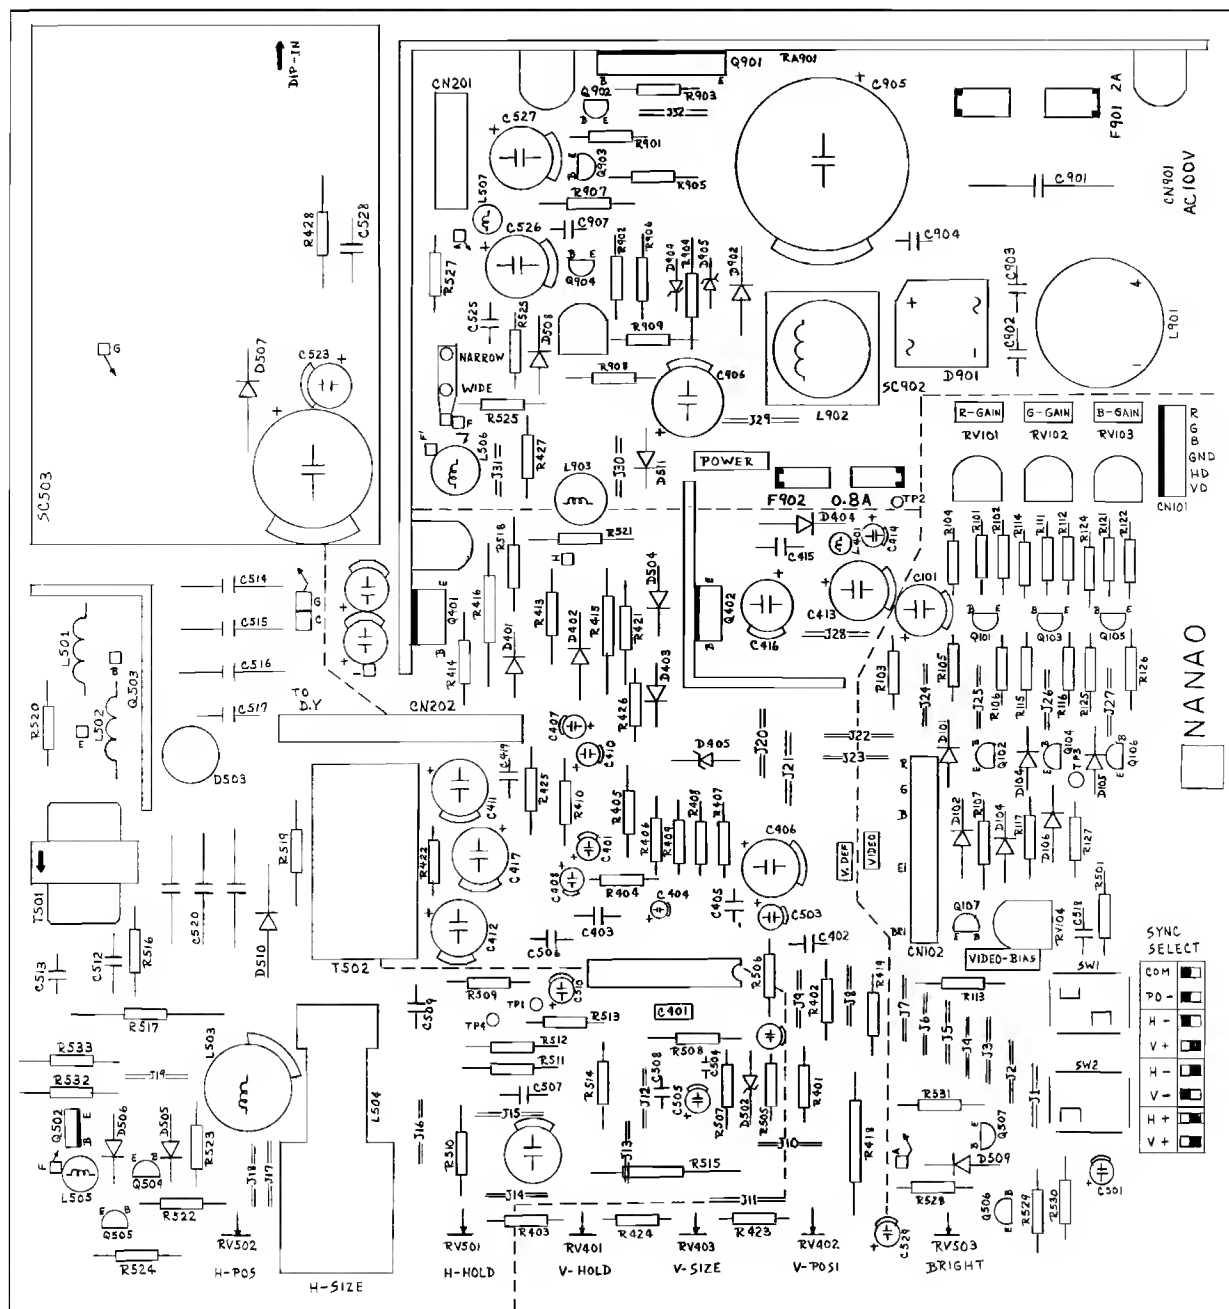 DIP-IN
CN201
Q901
RA901
B
E
Q902
R903
J32
C905
F901 2A
C527
B E
R901
Q903
E
B
R905
C901
CN901
AC100V
R907
L507
R428
C528
C907
A
C526
R902
R906
R904
D904
D905
D902
C904
C903
R527
B E
Q904
C525
R525
D508
R909
C902
L901
G
D507
C523
NARROW
WIDE
R908
C906
SC902
D901
R525
J29
L902
R-GAIN
G-GAIN
B-GAIN
RV101
RV102
RV103
R
G
B
GND
HD
VD
CN101
F'
F
L506
J31
R427
L903
J30
D511
POWER
F902 0.8A
TP2
SC503
R518
R521
D404
L401
C414
C415
R104
R101
R102
R114
R111
R112
R124
R121
R122
H
D504
C514
G
C
E
Q401
B
R416
R413
D402
R415
R421
E
Q402
B
C413
C101
C515
L501
Q503
D401
R414
C416
J28
Q101
Q103
Q105
C516
D403
R103
R105
J24
J25
R106
R115
J26
R116
R125
J27
R126
R520
L502
E
C517
TO
D.Y
CN202
R426
C407
C410
J20
J21
J22
J23
D405
D101
Q102
D104
Q104
TP3
D105
Q106
NANAO
D503
C419
R425
R410
C411
R405
R406
R409
R408
R407
C406
R
G
B
EI
BRI
CN102
V.DEF
VIDEO
D102
R107
D104
R117
D106
R127
R519
R422
C417
C401
C408
R404
C404
C405
C503
R501
T501
C520
D510
C412
T502
C506
C403
C402
Q107
RV104
C518
VIDEO-BIAS
C513
C512
R516
R506
R419
SYNC
SELECT
COM
PO -
H -
V +
H -
V -
H +
V +
SW1
SW2
C509
R509
TP1
TP4
C510
R513
C401
J9
R402
J8
J7
J6
J5
J4
J3
R113
R517
R533
R532
L503
J19
L504
R512
R511
R508
C504
C508
C505
R514
J12
R507
D502
R505
R401
J2
J1
C507
J15
J16
R510
J13
R515
J10
R418
R531
Q507
A
D509
Q502
E
B
D506
D505
R523
F
L505
Q504
J18
J17
R522
J14
J11
R528
Q506
R529
R530
C501
Q505
R524
RV502
H-POS
H-SIZE
RV501
H-HOLD
R403
RV401
V-HOLD
R424
RV403
V-SIZE
R423
RV402
V-POSI
C529
RV503
BRIGHT